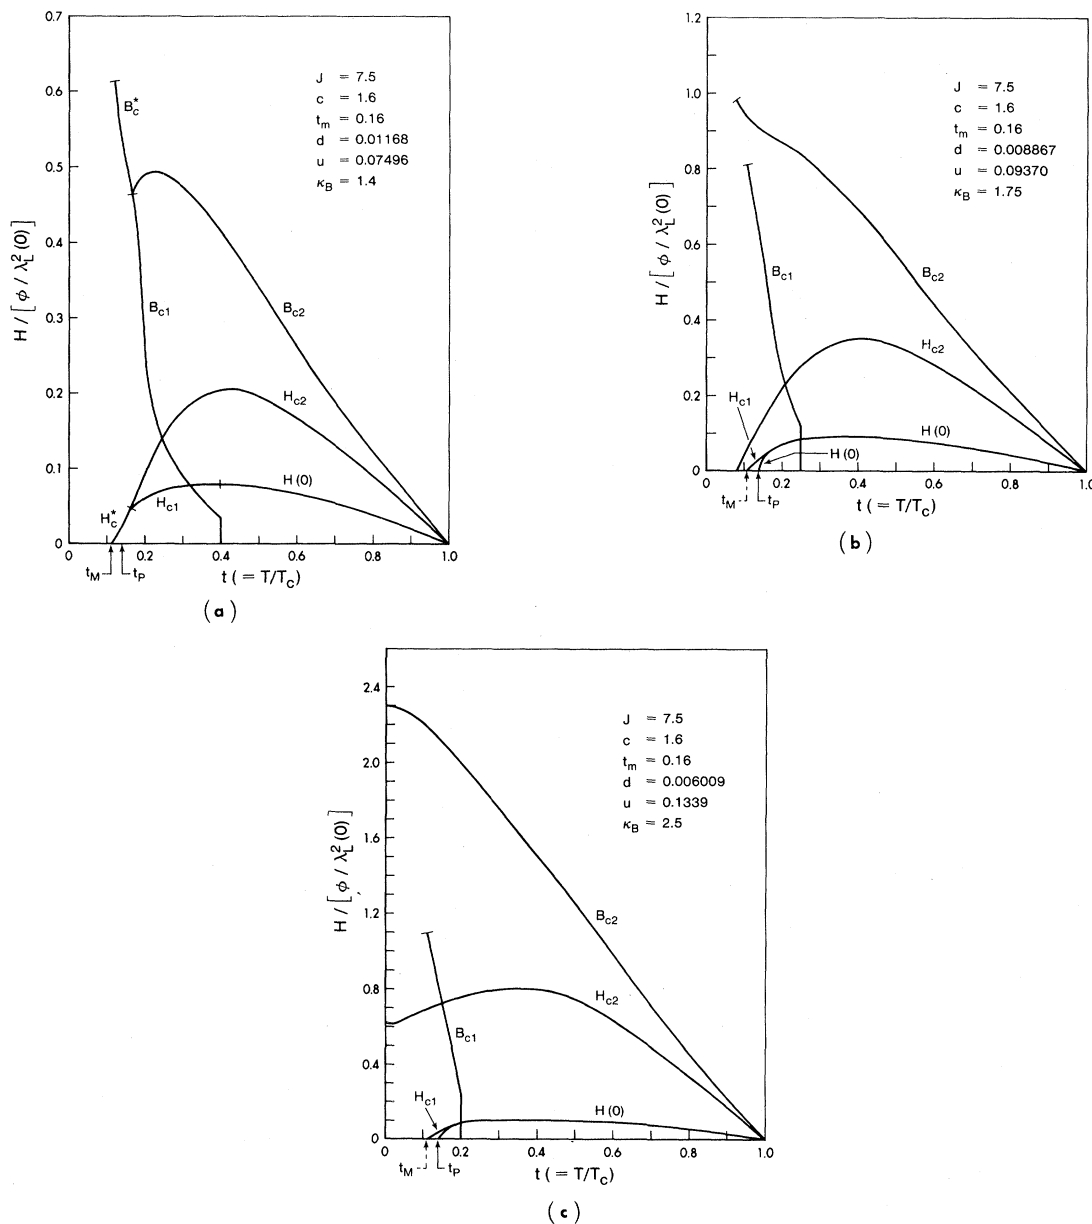 0.7
0.6
0.5
0.4
0.3
0.2
0.1
0
H / [ φ / λ_L^2 (0) ]
J = 7.5
c = 1.6
t_m = 0.16
d = 0.01168
u = 0.07496
κ_B = 1.4
B_c^*
B_c1
B_c2
H_c2
H (0)
H_c1
H_c^*
0 0.2 0.4 0.6 0.8 1.0
t_M t_P t ( = T/T_c )
( a )
1.2
1.0
0.8
0.6
0.4
0.2
0
H / [ φ / λ_L^2 (0) ]
J = 7.5
c = 1.6
t_m = 0.16
d = 0.008867
u = 0.09370
κ_B = 1.75
B_c1
B_c2
H_c2
H_c1
H (0)
H (0)
0 0.2 0.4 0.6 0.8 1.0
t_M t_P t ( = T/T_c )
( b )
2.4
2.0
1.6
1.2
0.8
0.4
0
H / [ φ / λ_L^2 (0) ]
J = 7.5
c = 1.6
t_m = 0.16
d = 0.006009
u = 0.1339
κ_B = 2.5
B_c2
H_c2
B_c1
H_c1
H (0)
0 0.2 0.4 0.6 0.8 1.0
t_M t_P t ( = T/T_c )
( c )